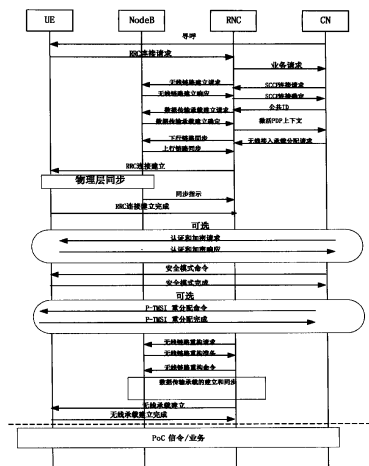 UE NodeB RNC CN
寻呼
RRC连接请求
业务请求
无线链路建立请求
SCCP连接请求
无线链路建立响应
SCCP连接确定
公共ID
数据传输承载建立请求
数据传输承载建立确定
激活PDP上下文
下行链路同步
无线接入承载分配请求
上行链路同步
RRC连接建立
物理层同步
同步指示
RRC连接建立完成
可选
认证和加密请求
认证和加密响应
安全模式命令
安全模式完成
可选
P-TMSI 重分配命令
P-TMSI 重分配完成
无线链路重构请求
无线链路重构准备
无线链路重构命令
数据传输承载的建立和同步
无线承载建立
无线承载建立完成
PoC 信令/业务